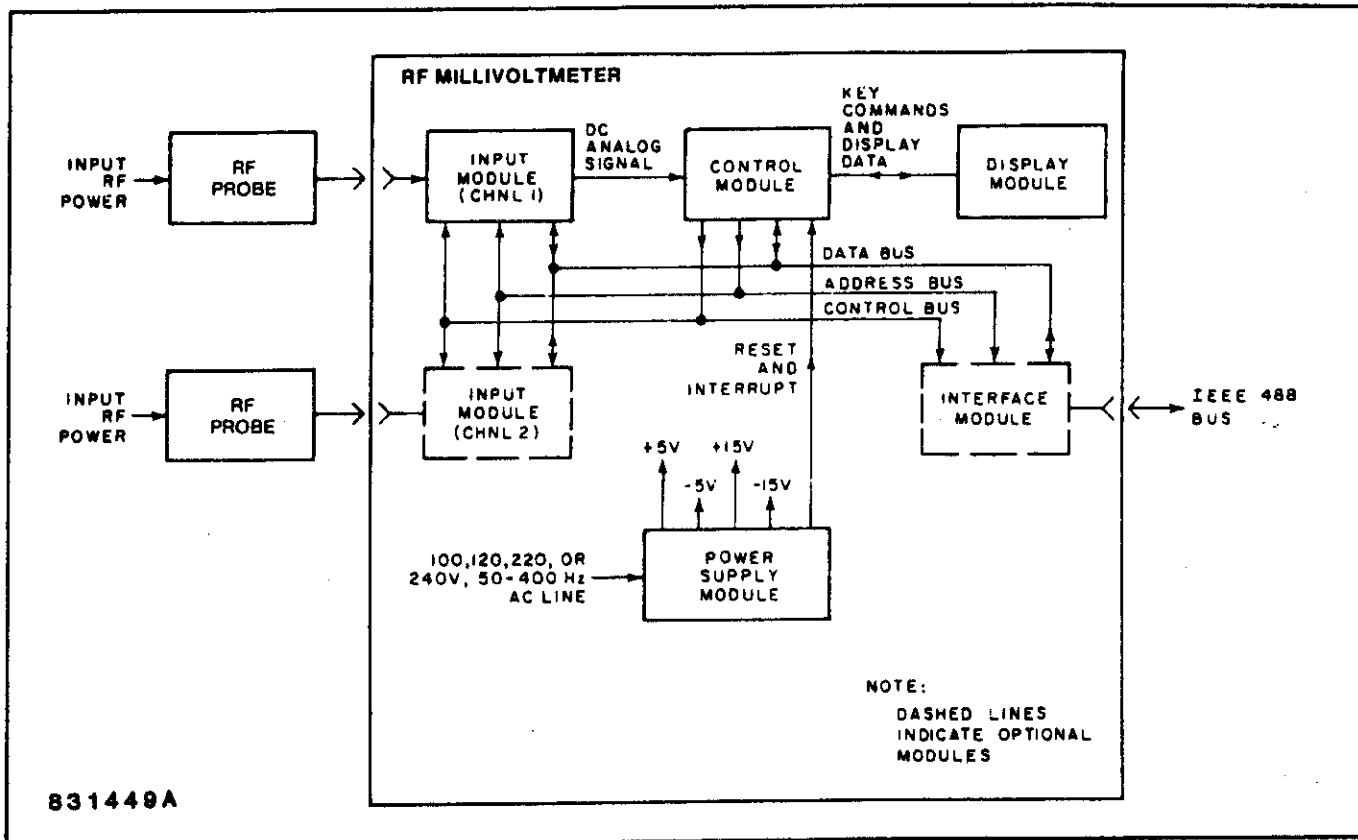 RF MILLIVOLTMETER
INPUT
RF
POWER
RF
PROBE
INPUT
MODULE
(CHNL 1)
DC
ANALOG
SIGNAL
CONTROL
MODULE
KEY
COMMANDS
AND
DISPLAY
DATA
DISPLAY
MODULE
DATA BUS
ADDRESS BUS
CONTROL BUS
INPUT
RF
POWER
RF
PROBE
INPUT
MODULE
(CHNL 2)
RESET
AND
INTERRUPT
INTERFACE
MODULE
IEEE 488
BUS
+5V
-5V
+15V
-15V
100,120,220, OR
240V, 50-400 Hz
AC LINE
POWER
SUPPLY
MODULE
NOTE:
DASHED LINES
INDICATE OPTIONAL
MODULES
831449A